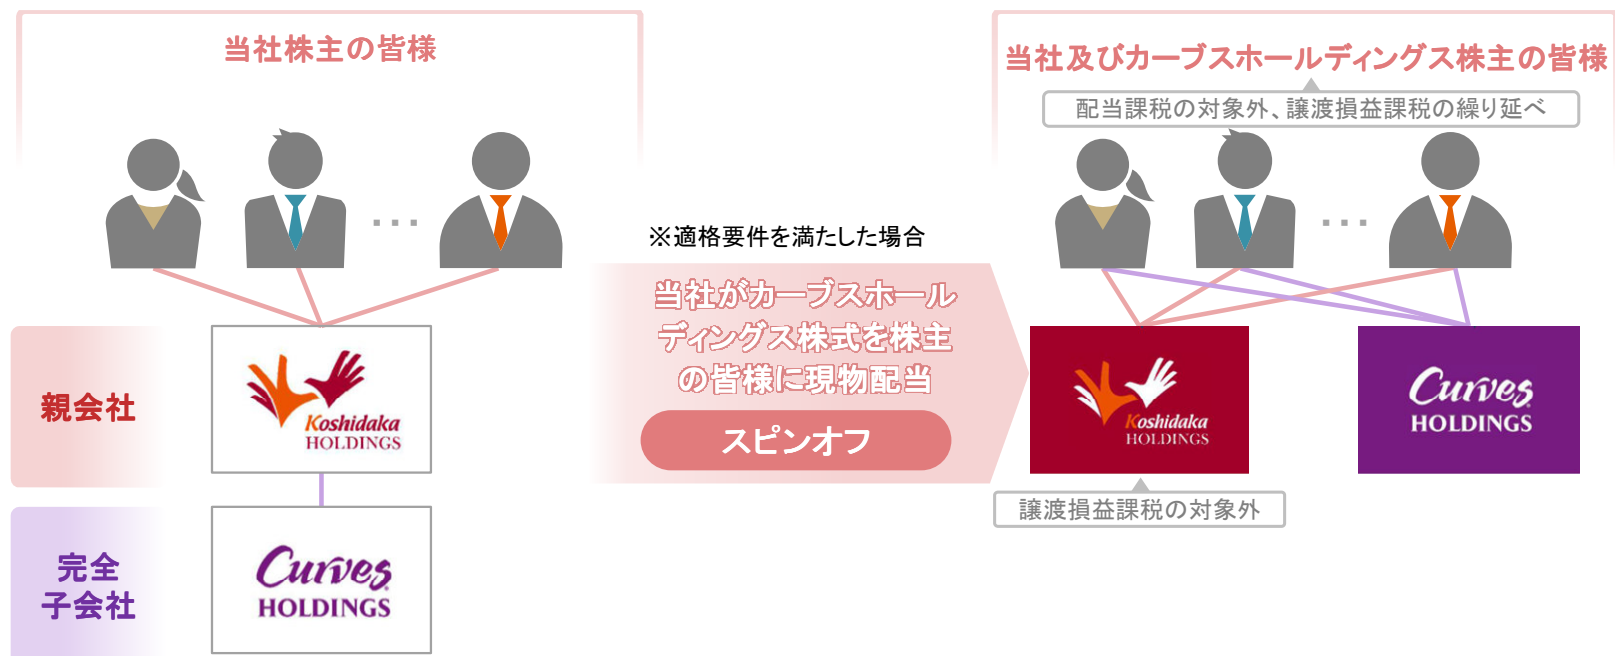 当社株主の皆様
親会社
Koshidaka
HOLDINGS
完全
子会社
Curves
HOLDINGS
※適格要件を満たした場合
当社がカーブスホール
ディングス株式を株主
の皆様に現物配当
スピンオフ
当社及びカーブスホールディングス株主の皆様
配当課税の対象外、譲渡損益課税の繰り延べ
Koshidaka
HOLDINGS
譲渡損益課税の対象外
Curves
HOLDINGS